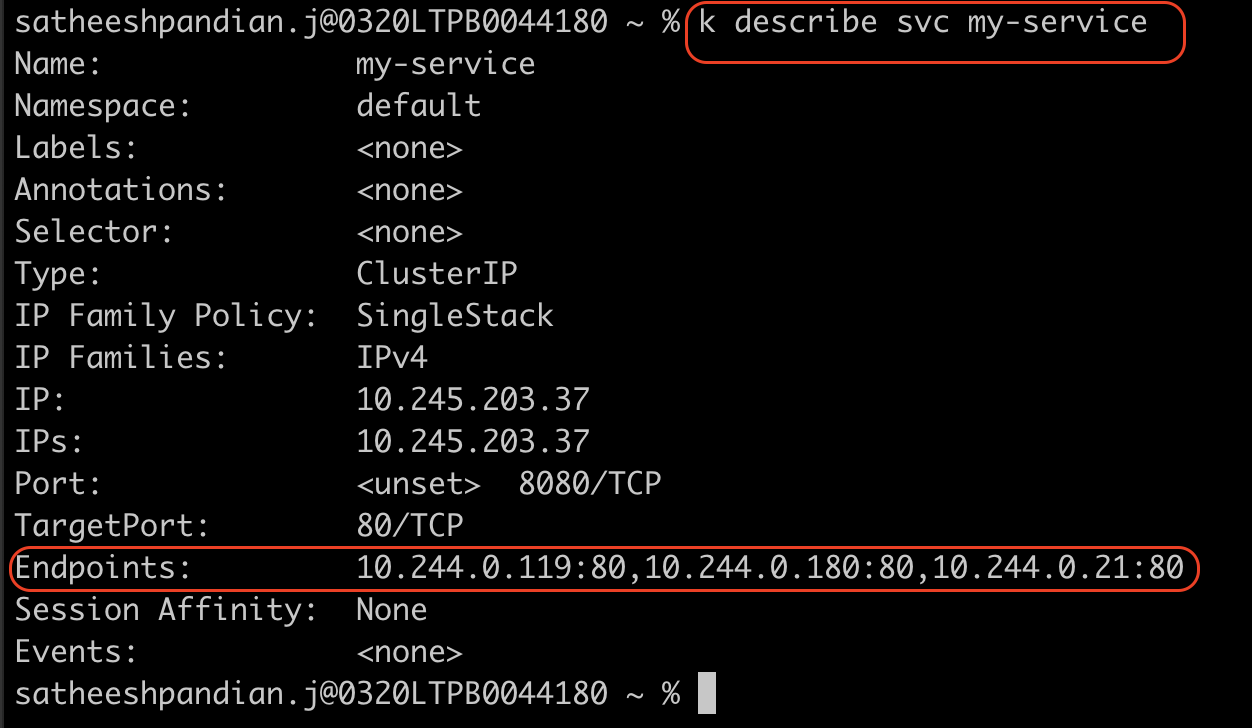 satheeshpandian.j@0320LTPB0044180 ~ % k describe svc my-service
Name:              my-service
Namespace:         default
Labels:            <none>
Annotations:       <none>
Selector:          <none>
Type:              ClusterIP
IP Family Policy:  SingleStack
IP Families:       IPv4
IP:                10.245.203.37
IPs:               10.245.203.37
Port:              <unset>  8080/TCP
TargetPort:        80/TCP
Endpoints:         10.244.0.119:80,10.244.0.180:80,10.244.0.21:80
Session Affinity:  None
Events:            <none>
satheeshpandian.j@0320LTPB0044180 ~ %